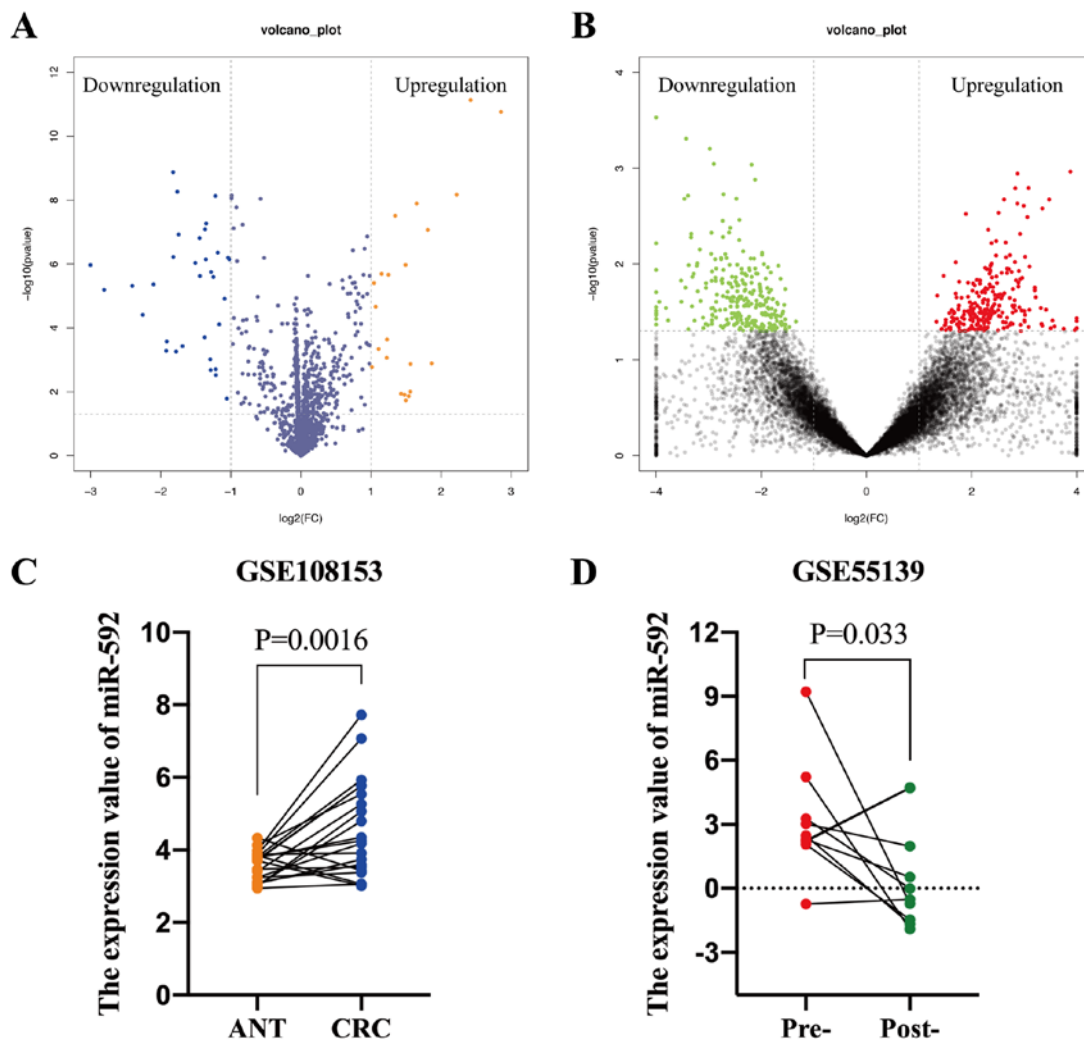 A
volcano_plot
Downregulation
Upregulation
12
10
8
6
4
2
0
-log10(pvalue)
-3
-2
-1
0
1
2
3
log2(FC)
B
volcano_plot
Downregulation
Upregulation
4
3
2
1
0
-log10(pvalue)
-4
-2
0
2
4
log2(FC)
C
GSE108153
The expression value of miR-592
P=0.0016
10
8
6
4
2
0
ANT
CRC
D
GSE55139
The expression value of miR-592
P=0.033
12
9
6
3
0
-3
Pre-
Post-